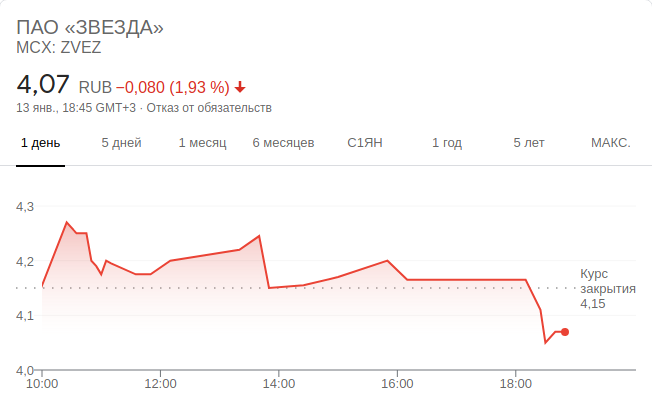 ПАО «ЗВЕЗДА»
MCX: ZVEZ
4,07 RUB −0,080 (1,93 %)
13 янв., 18:45 GMT+3 · Отказ от обязательств
1 день 5 дней 1 месяц 6 месяцев С1ЯН 1 год 5 лет МАКС.
4,3
4,2
Курс
закрытия
4,15
4,1
4,0
10:00 12:00 14:00 16:00 18:00